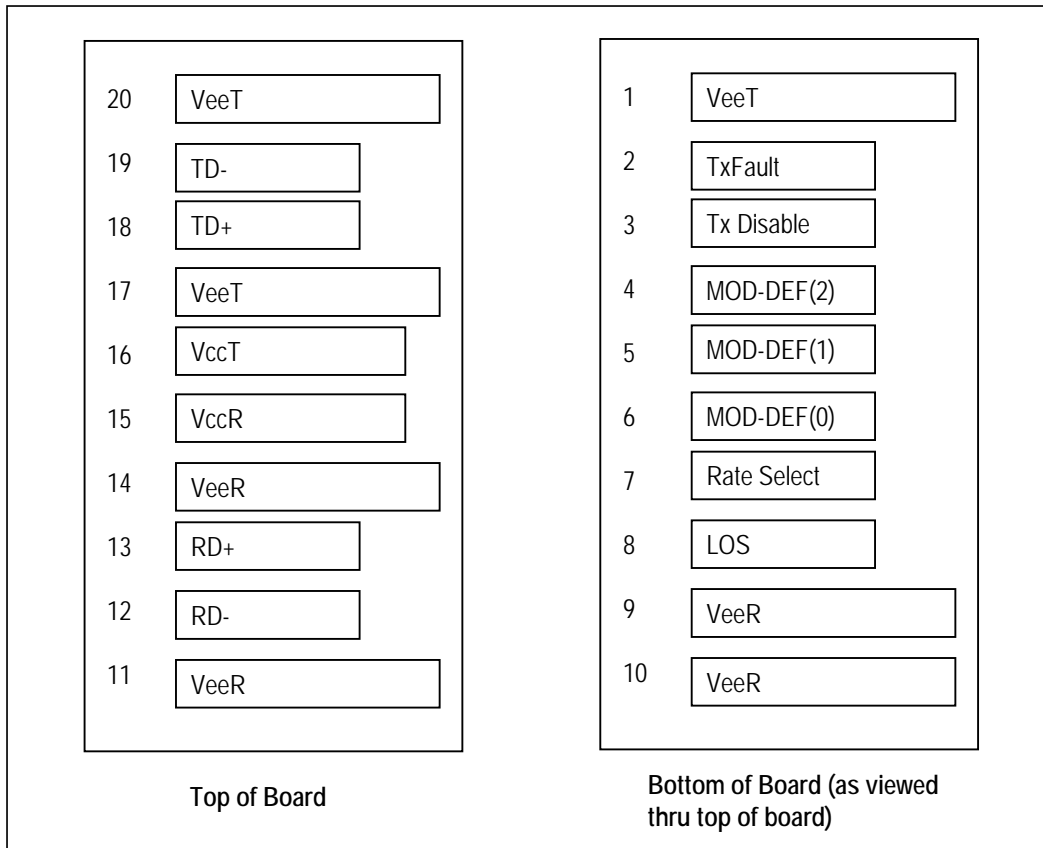 20 VeeT
19 TD-
18 TD+
17 VeeT
16 VccT
15 VccR
14 VeeR
13 RD+
12 RD-
11 VeeR
Top of Board
1 VeeT
2 TxFault
3 Tx Disable
4 MOD-DEF(2)
5 MOD-DEF(1)
6 MOD-DEF(0)
7 Rate Select
8 LOS
9 VeeR
10 VeeR
Bottom of Board (as viewed
thru top of board)